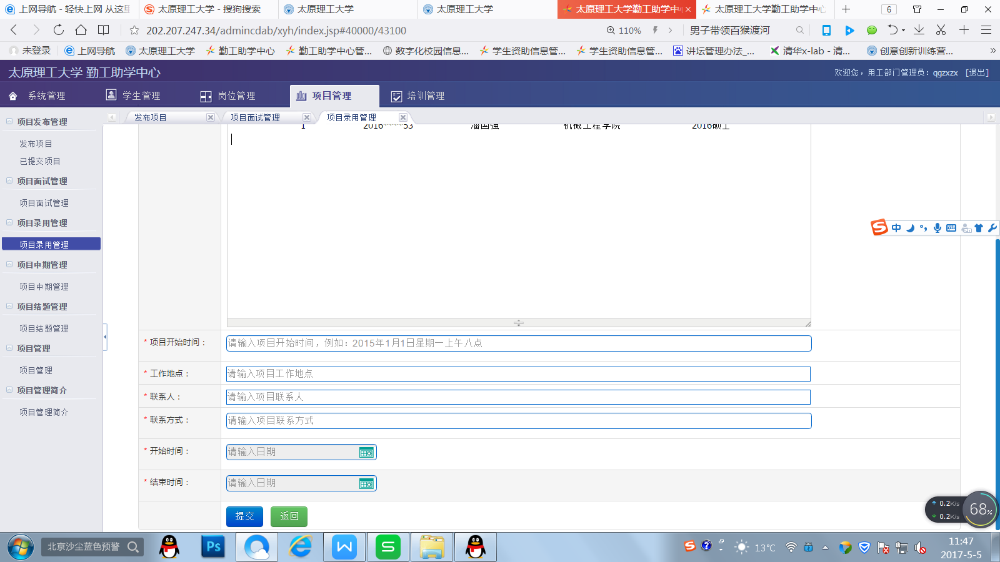 上网导航 - 轻快上网 从这里
太原理工大学 - 搜狗搜索
太原理工大学
太原理工大学
太原理工大学勤工助学中
太原理工大学勤工助学中心
6
202.207.247.34/admincdab/xyh/index.jsp#40000/43100
110%
男子带领百猴渡河
未登录
上网导航
太原理工大学
勤工助学中心
勤工助学中心管...
数字化校园信息...
学生资助信息管...
学生资助信息管...
讲坛管理办法_...
清华x-lab - 清...
创意创新训练营...
太原理工大学 勤工助学中心
欢迎您，用工部门管理员：qgzxzx [退出]
系统管理
学生管理
岗位管理
项目管理
培训管理
发布项目
项目面试管理
项目录用管理
项目发布管理
发布项目
已提交项目
项目面试管理
项目面试管理
项目录用管理
项目录用管理
项目中期管理
项目中期管理
项目结题管理
项目结题管理
项目管理
项目管理
项目管理简介
项目管理简介
1 2016****53 潘国强 机械工程学院 2016硕士
中
* 项目开始时间：
请输入项目开始时间，例如：2015年1月1日星期一上午八点
* 工作地点：
请输入项目工作地点
* 联系人：
请输入项目联系人
* 联系方式：
请输入项目联系方式
* 开始时间：
请输入日期
* 结束时间：
请输入日期
提交
返回
0.2K/s
0.2K/s
68%
北京沙尘蓝色预警
Ps
13℃
11:47
2017-5-5